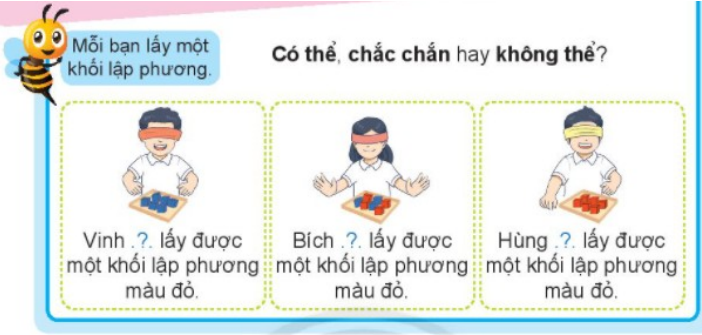 Mỗi bạn lấy một
khối lập phương.
Có thể, chắc chắn hay không thể?
Vinh .?. lấy được
một khối lập phương
màu đỏ.
Bích .?. lấy được
một khối lập phương
màu đỏ.
Hùng .?. lấy được
một khối lập phương
màu đỏ.